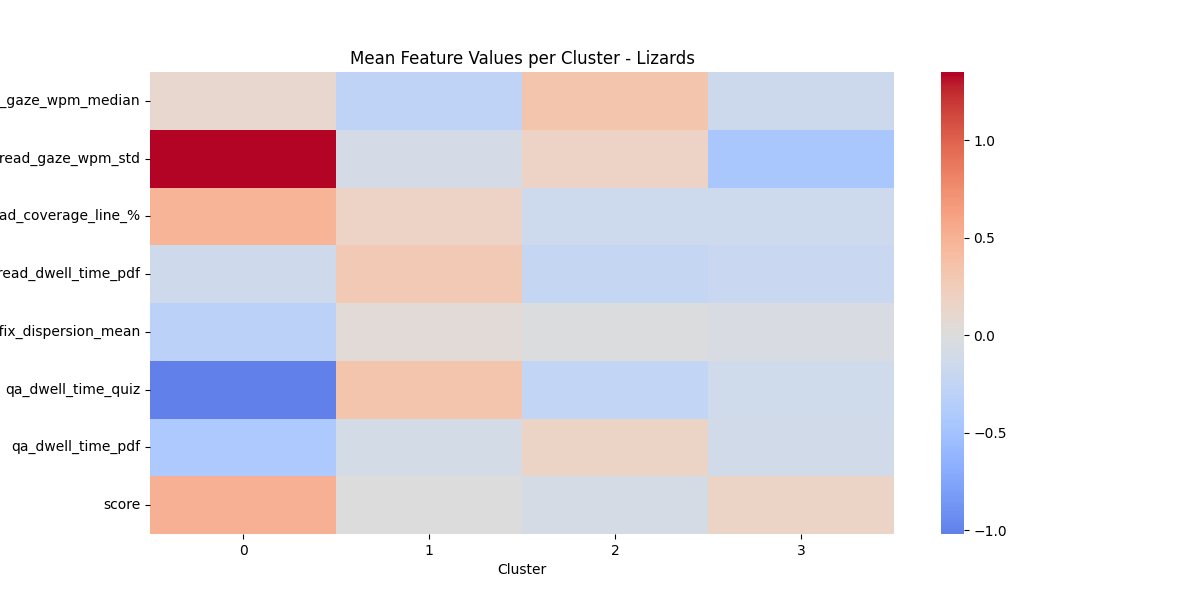 Mean Feature Values per Cluster - Lizards
_gaze_wpm_median
read_gaze_wpm_std
ad_coverage_line_%
read_dwell_time_pdf
fix_dispersion_mean
qa_dwell_time_quiz
qa_dwell_time_pdf
score
0 1 2 3
Cluster
1.0
0.5
0.0
−0.5
−1.0